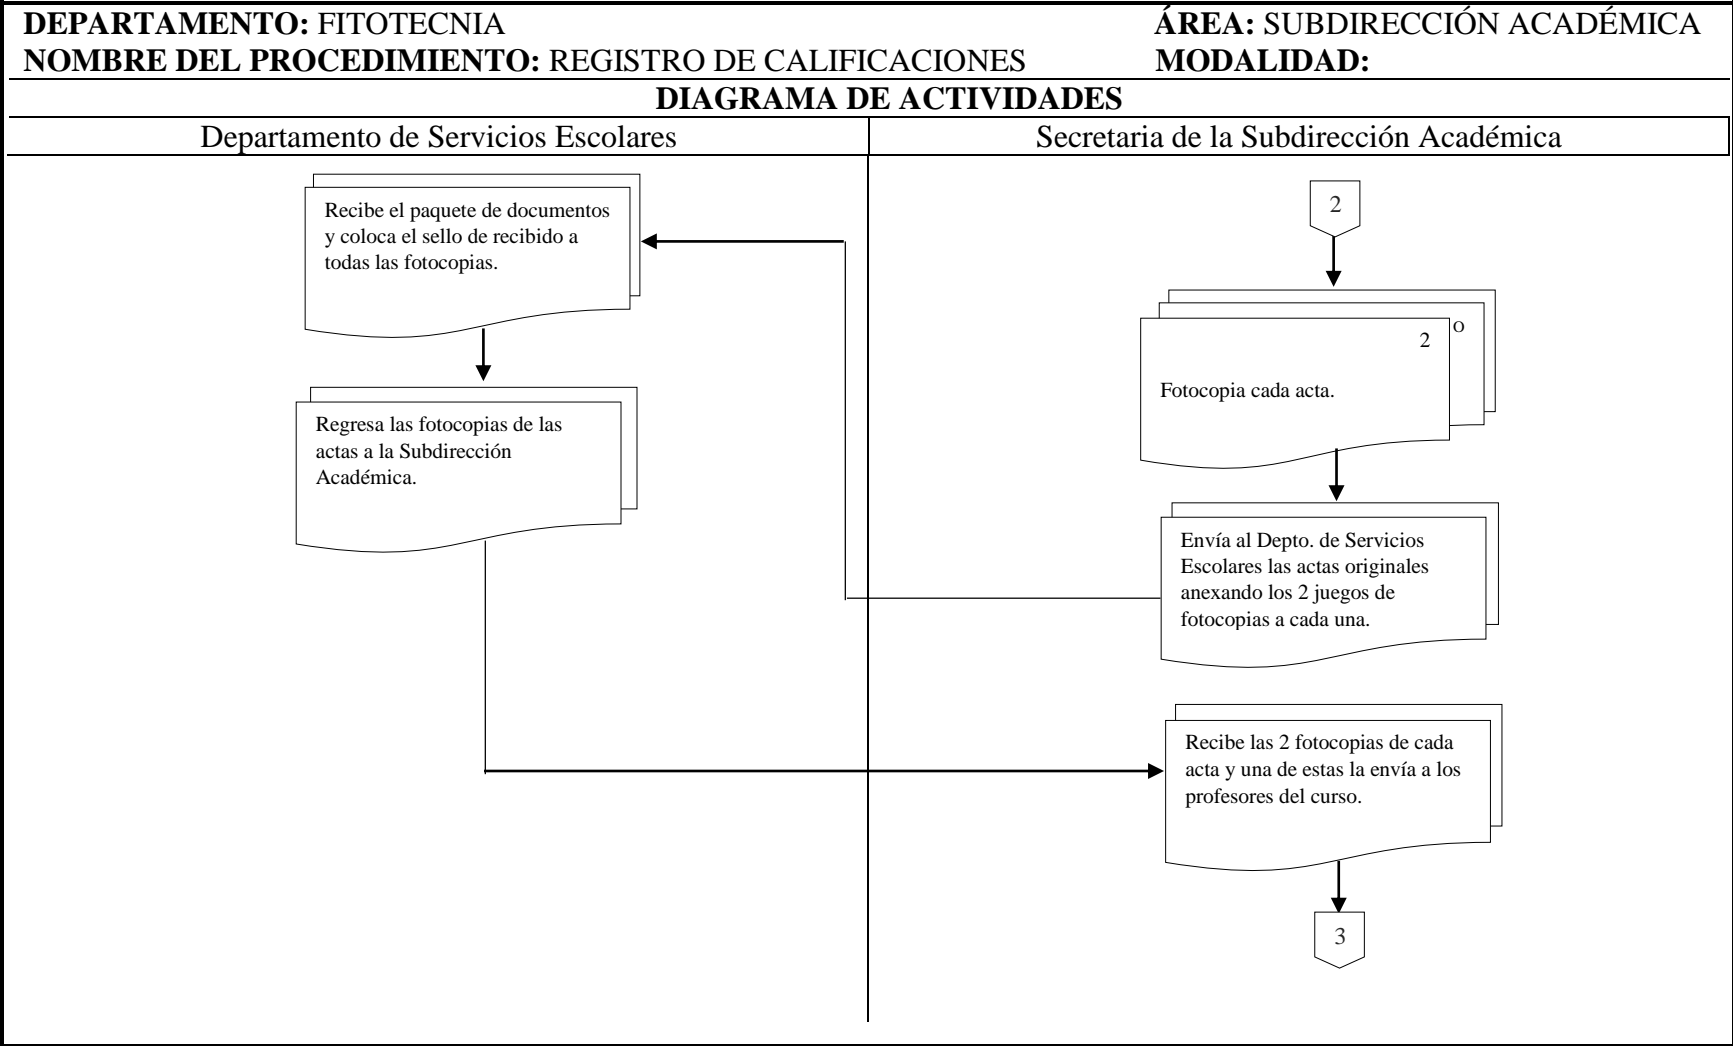 DEPARTAMENTO: FITOTECNIA ÁREA: SUBDIRECCIÓN ACADÉMICA
NOMBRE DEL PROCEDIMIENTO: REGISTRO DE CALIFICACIONES MODALIDAD:
DIAGRAMA DE ACTIVIDADES
Departamento de Servicios Escolares
Secretaria de la Subdirección Académica
Recibe el paquete de documentos
y coloca el sello de recibido a
todas las fotocopias.
Regresa las fotocopias de las
actas a la Subdirección
Académica.
2
O
2
Fotocopia cada acta.
Envía al Depto. de Servicios
Escolares las actas originales
anexando los 2 juegos de
fotocopias a cada una.
Recibe las 2 fotocopias de cada
acta y una de estas la envía a los
profesores del curso.
3